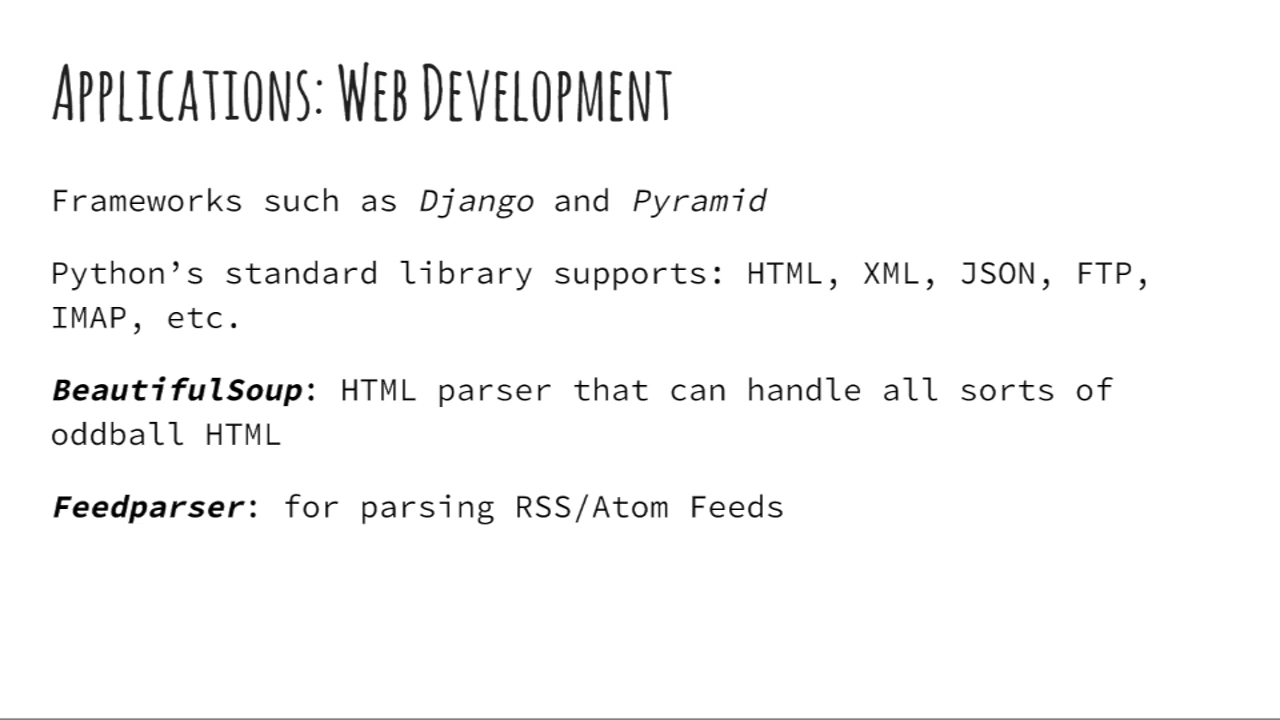 Applications: Web Development
Frameworks such as Django and Pyramid
Python’s standard library supports: HTML, XML, JSON, FTP,
IMAP, etc.
BeautifulSoup: HTML parser that can handle all sorts of
oddball HTML
Feedparser: for parsing RSS/Atom Feeds